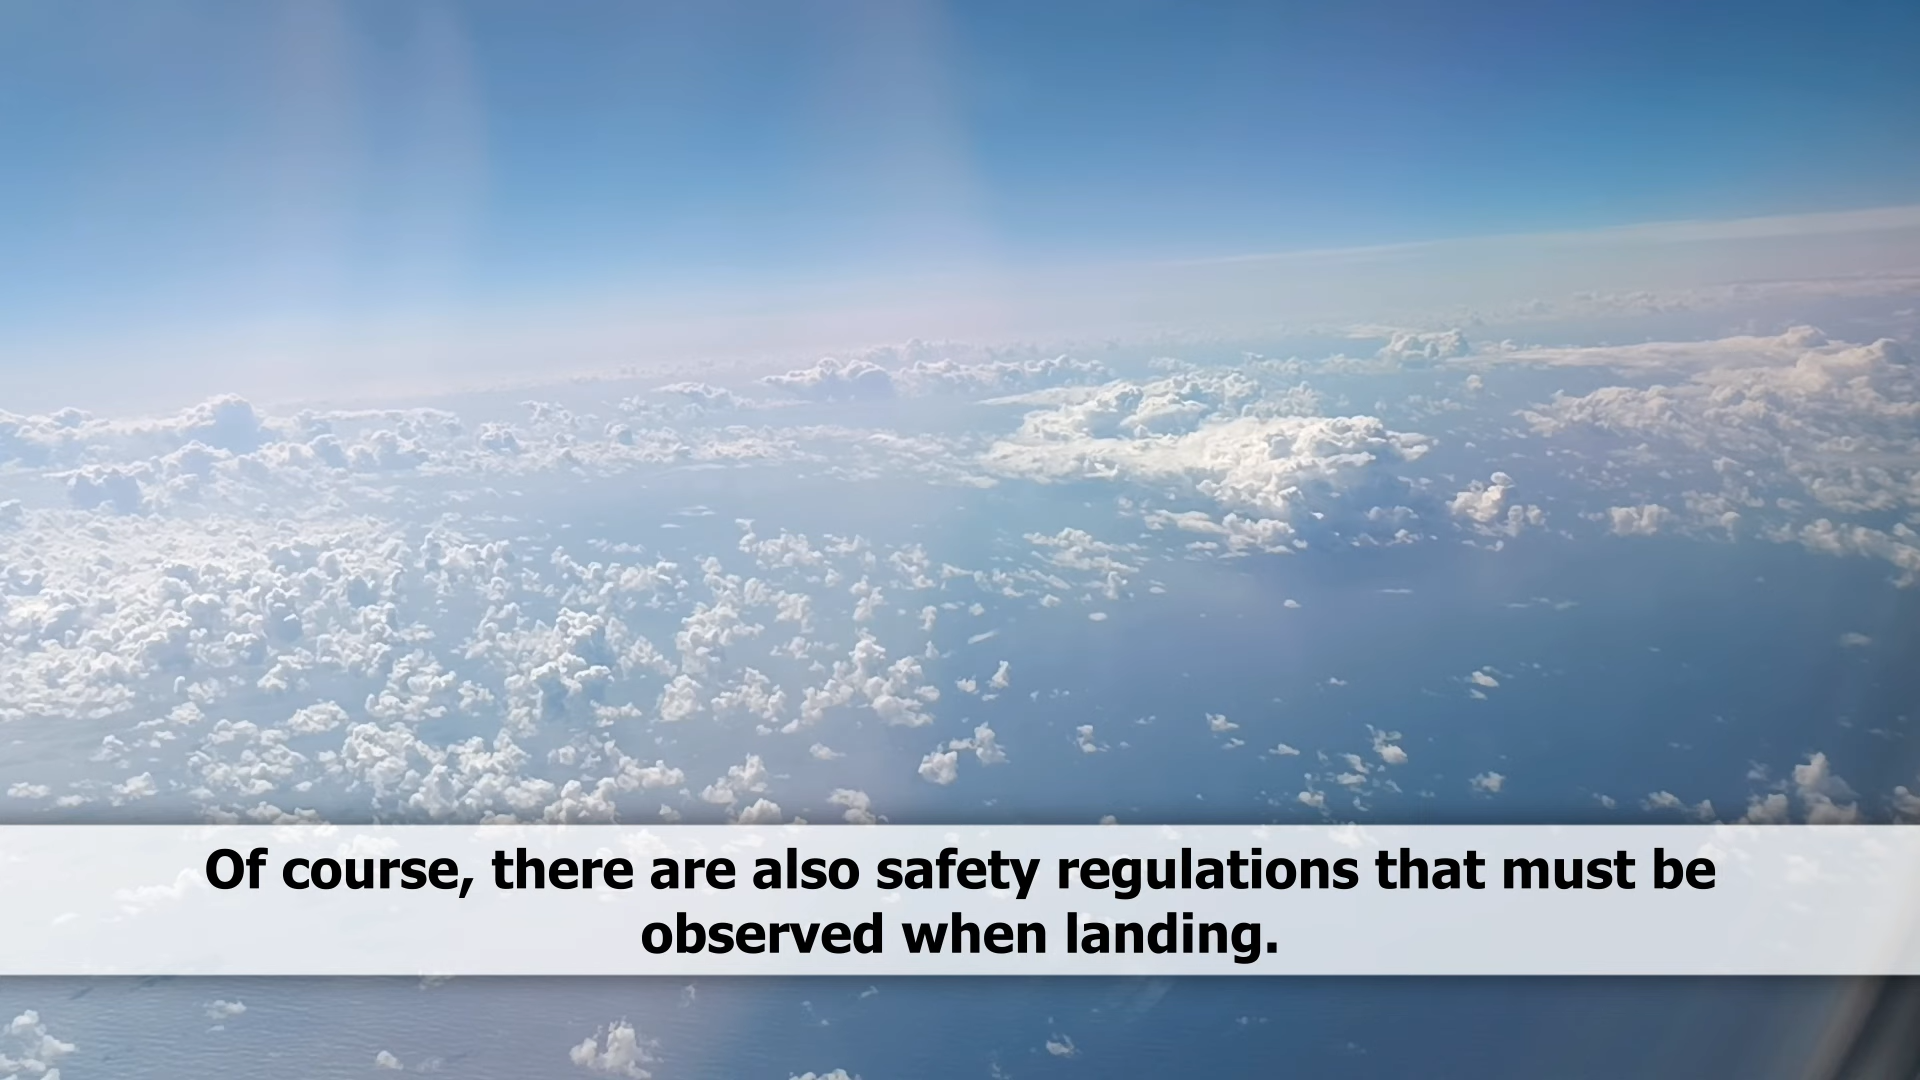 Of course, there are also safety regulations that must be
observed when landing.